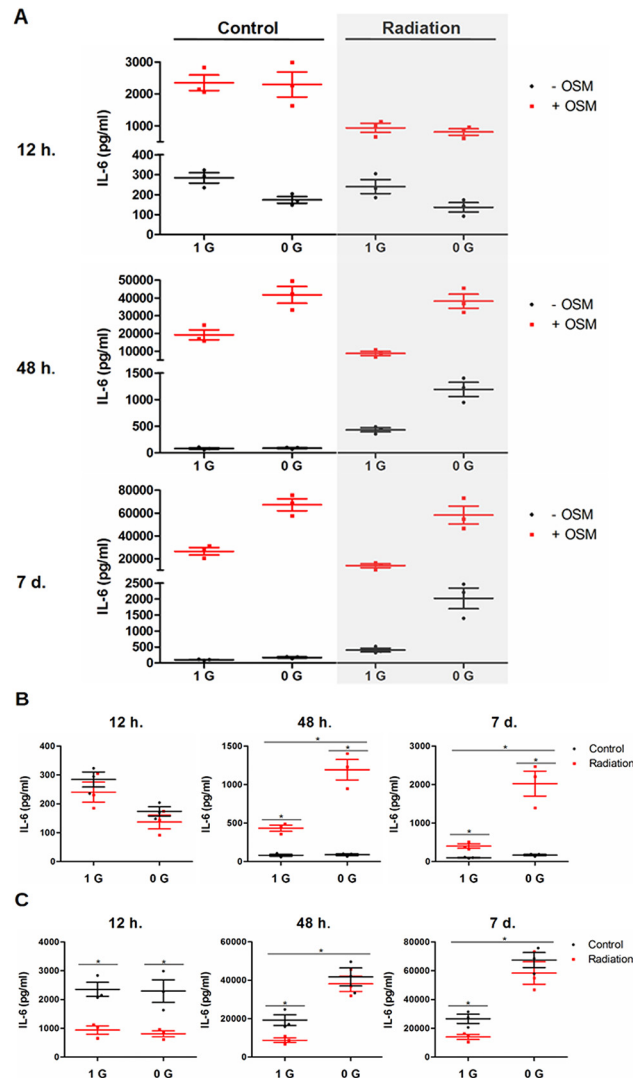 A
Control Radiation
12 h.
IL-6 (pg/ml)
3000
2000
1000
400
300
200
100
0
1 G 0 G 1 G 0 G
- OSM
+ OSM
48 h.
IL-6 (pg/ml)
50000
40000
30000
20000
10000
1500
1000
500
0
1 G 0 G 1 G 0 G
- OSM
+ OSM
7 d.
IL-6 (pg/ml)
80000
60000
40000
20000
2500
2000
1500
1000
500
0
1 G 0 G 1 G 0 G
- OSM
+ OSM
B
12 h.
IL-6 (pg/ml)
400
300
200
100
0
1 G 0 G
48 h.
IL-6 (pg/ml)
1500
1000
500
0
* * *
1 G 0 G
7 d.
IL-6 (pg/ml)
3000
2000
1000
0
* * *
1 G 0 G
Control
Radiation
C
12 h.
IL-6 (pg/ml)
4000
3000
2000
1000
0
* *
1 G 0 G
48 h.
IL-6 (pg/ml)
60000
40000
20000
0
* *
1 G 0 G
7 d.
IL-6 (pg/ml)
80000
60000
40000
20000
0
* *
1 G 0 G
Control
Radiation